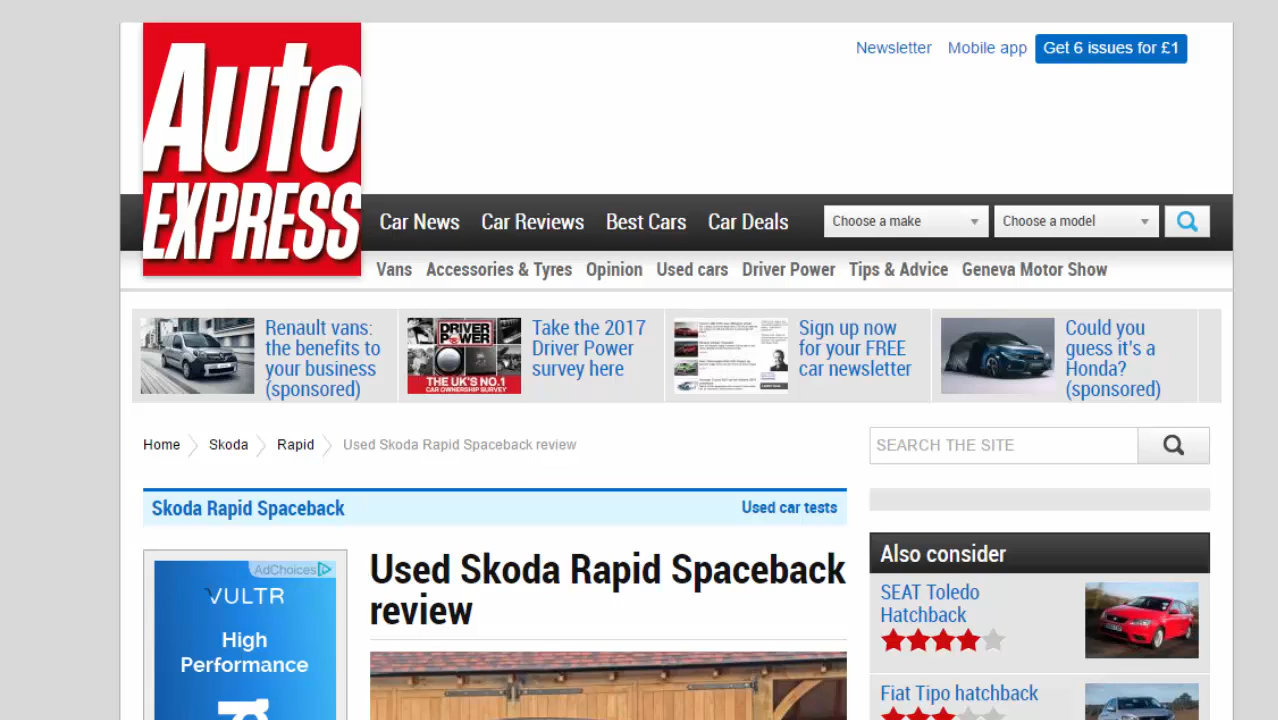 Auto
EXPRESS
Newsletter Mobile app Get 6 issues for £1
Car News Car Reviews Best Cars Car Deals Choose a make Choose a model
Vans Accessories & Tyres Opinion Used cars Driver Power Tips & Advice Geneva Motor Show
Renault vans:
the benefits to
your business
(sponsored)
DRIVER
POWER
THE UK'S NO.1
CAR OWNERSHIP SURVEY
Take the 2017
Driver Power
survey here
Sign up now
for your FREE
car newsletter
Could you
guess it's a
Honda?
(sponsored)
Home Skoda Rapid Used Skoda Rapid Spaceback review
SEARCH THE SITE
Skoda Rapid Spaceback Used car tests
AdChoices
VULTR
High
Performance
Used Skoda Rapid Spaceback
review
Also consider
SEAT Toledo
Hatchback
Fiat Tipo hatchback